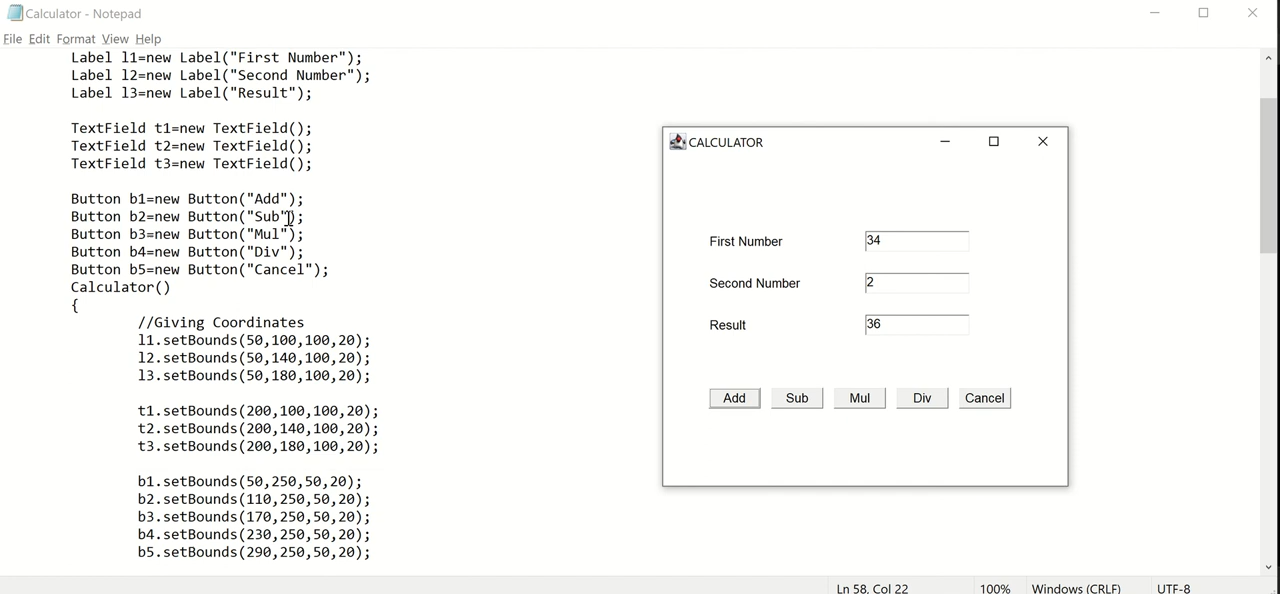 Calculator - Notepad
File Edit Format View Help
Label l1=new Label("First Number");
Label l2=new Label("Second Number");
Label l3=new Label("Result");
TextField t1=new TextField();
TextField t2=new TextField();
TextField t3=new TextField();
Button b1=new Button("Add");
Button b2=new Button("Sub");
Button b3=new Button("Mul");
Button b4=new Button("Div");
Button b5=new Button("Cancel");
Calculator()
{
//Giving Coordinates
l1.setBounds(50,100,100,20);
l2.setBounds(50,140,100,20);
l3.setBounds(50,180,100,20);
t1.setBounds(200,100,100,20);
t2.setBounds(200,140,100,20);
t3.setBounds(200,180,100,20);
b1.setBounds(50,250,50,20);
b2.setBounds(110,250,50,20);
b3.setBounds(170,250,50,20);
b4.setBounds(230,250,50,20);
b5.setBounds(290,250,50,20);
CALCULATOR
First Number 34
Second Number 2
Result 36
Add Sub Mul Div Cancel
Ln 58, Col 22 100% Windows (CRLF) UTF-8